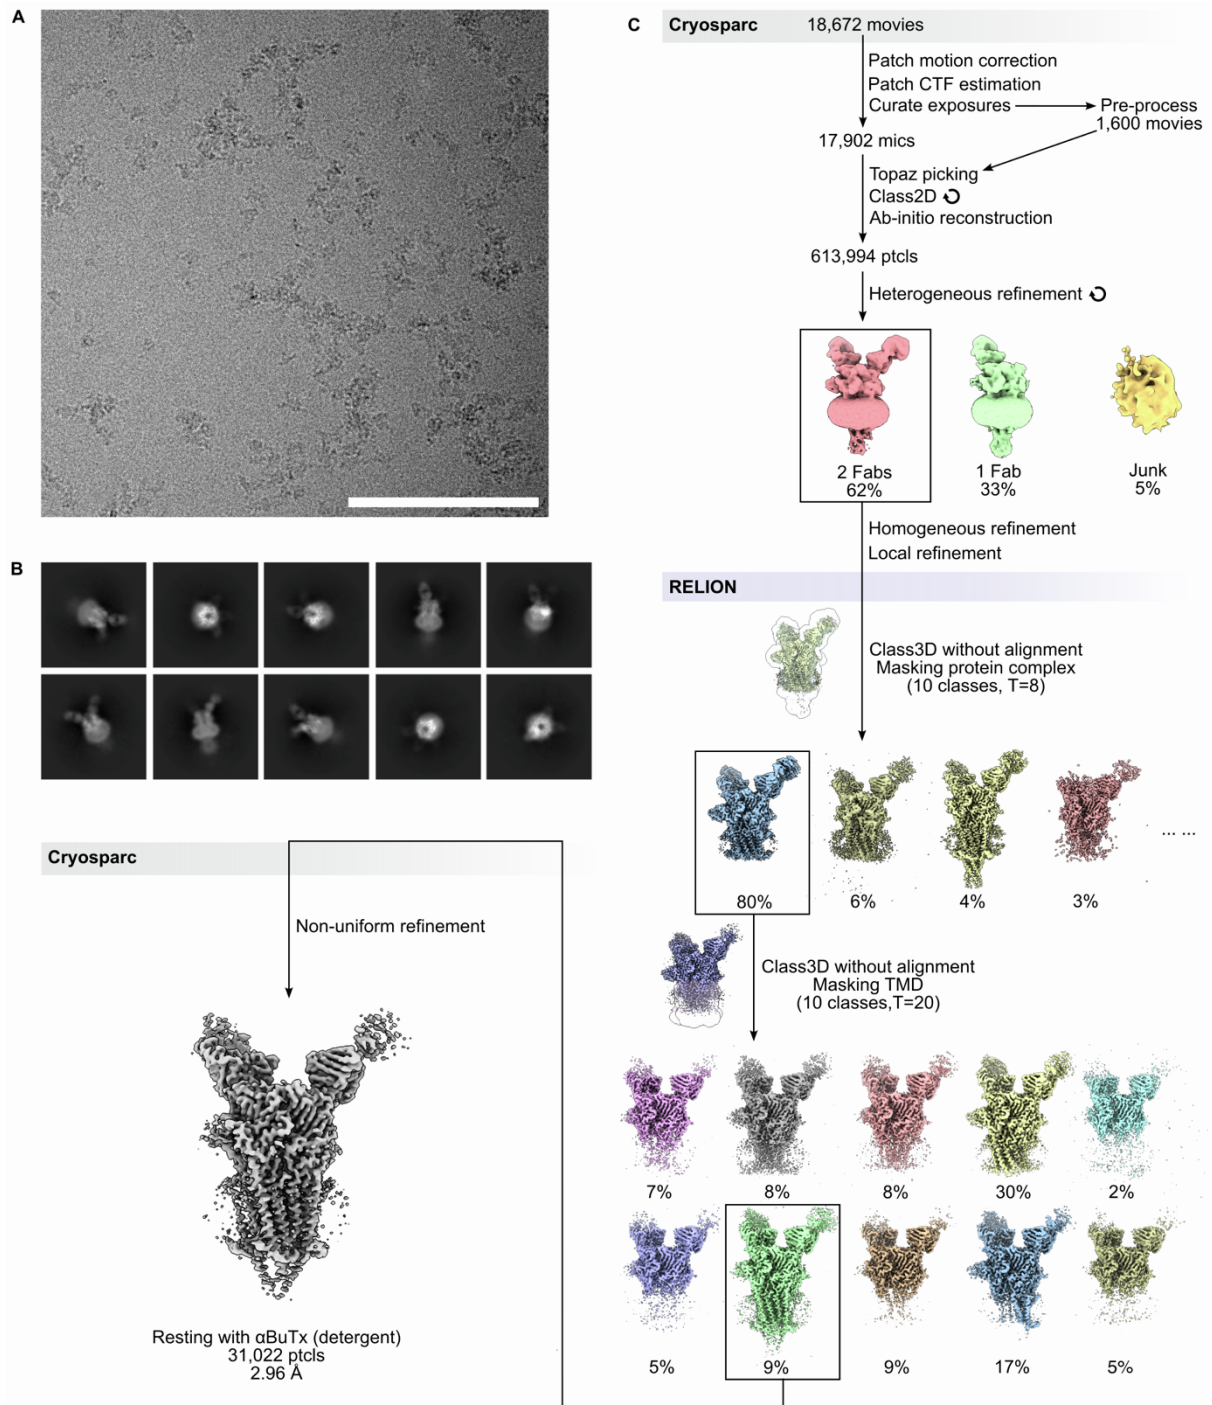 A
B
Cryosparc
Non-uniform refinement
Resting with αBuTx (detergent)
31,022 ptcls
2.96 Å
C
Cryosparc 18,672 movies
Patch motion correction
Patch CTF estimation
Curate exposures
Pre-process
1,600 movies
17,902 mics
Topaz picking
Class2D
Ab-initio reconstruction
613,994 ptcls
Heterogeneous refinement
2 Fabs
62%
1 Fab
33%
Junk
5%
Homogeneous refinement
Local refinement
RELION
Class3D without alignment
Masking protein complex
(10 classes, T=8)
... ...
80% 6% 4% 3%
Class3D without alignment
Masking TMD
(10 classes,T=20)
7% 8% 8% 30% 2%
5% 9% 9% 17% 5%